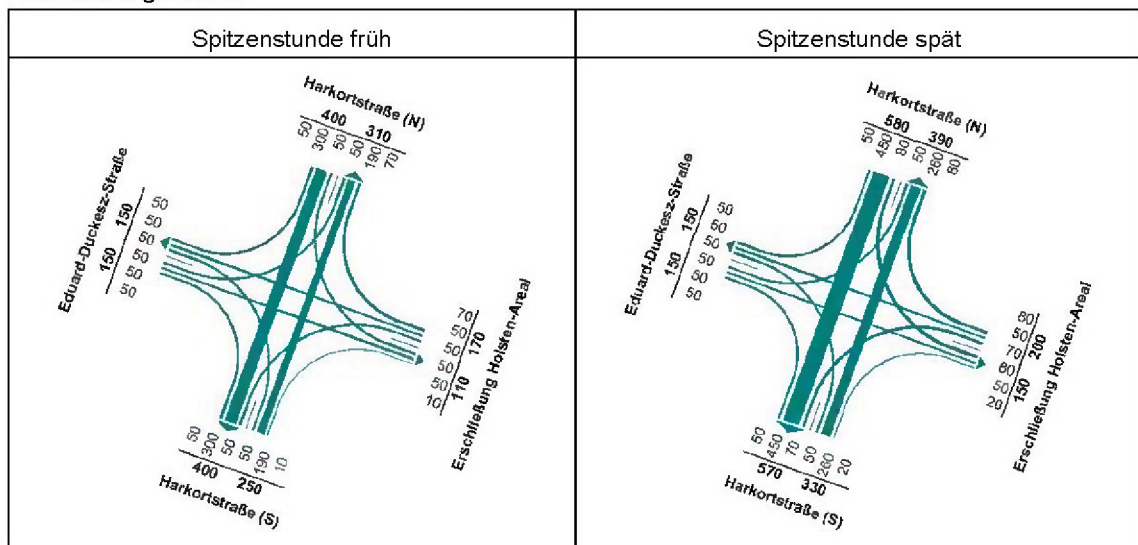 Spitzenstunde früh
Spitzenstunde spät
Harkortstraße (N)
400 310
50 300 50 50 190 70
Eduard-Duckesz-Straße
150 150
50
50
50
50
50
50
70
50
50
50
50
10
170
110
Erschließung Holsten-Areal
50 300 50 50 190 10
400 250
Harkortstraße (S)
Harkortstraße (N)
580 390
50 450 80 50 260 80
Eduard-Duckesz-Straße
150 150
50
50
50
50
50
50
80
50
70
50
20
200
150
Erschließung Holsten-Areal
50 450 70 50 260 20
570 330
Harkortstraße (S)